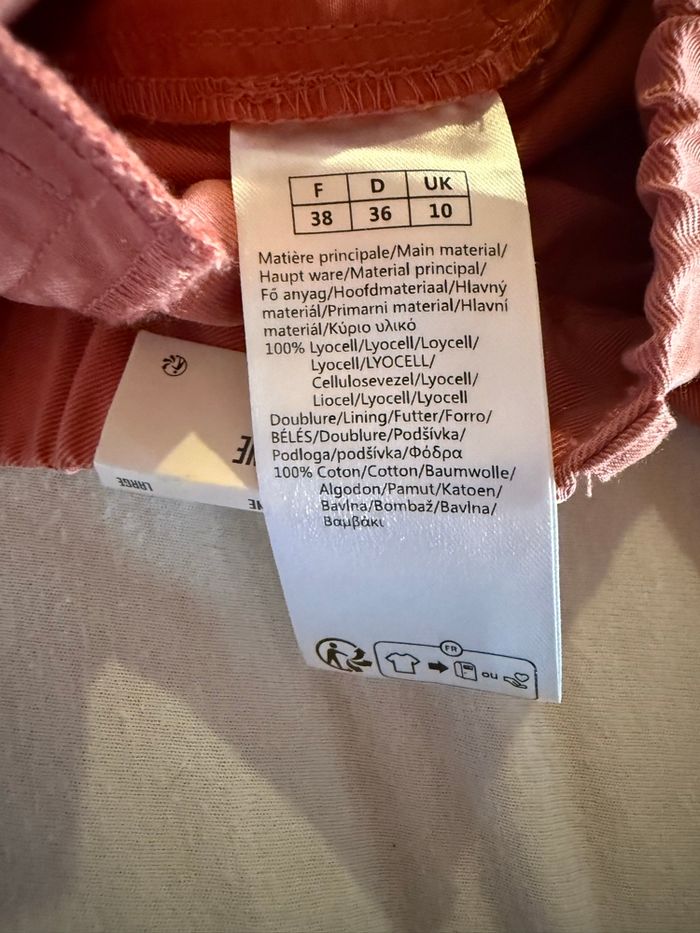 F D UK
38 36 10
Matière principale/Main material/
Haupt ware/Material principal/
Fő anyag/Hoofdmateriaal/Hlavný
materiál/Primarni material/Hlavní
materiál/Κύριο υλικό
100% Lyocell/Lyocell/Loycell/
Lyocell/LYOCELL/
Cellulosevezel/Lyocell/
Liocel/Lyocell/Lyocell
Doublure/Lining/Futter/Forro/
BÉLÉS/Doublure/Podšívka/
Podloga/podšívka/Φόδρα
100% Coton/Cotton/Baumwolle/
Algodon/Pamut/Katoen/
Bavlna/Bombaž/Bavlna/
Βαμβάκι
FR
ou
LARGE